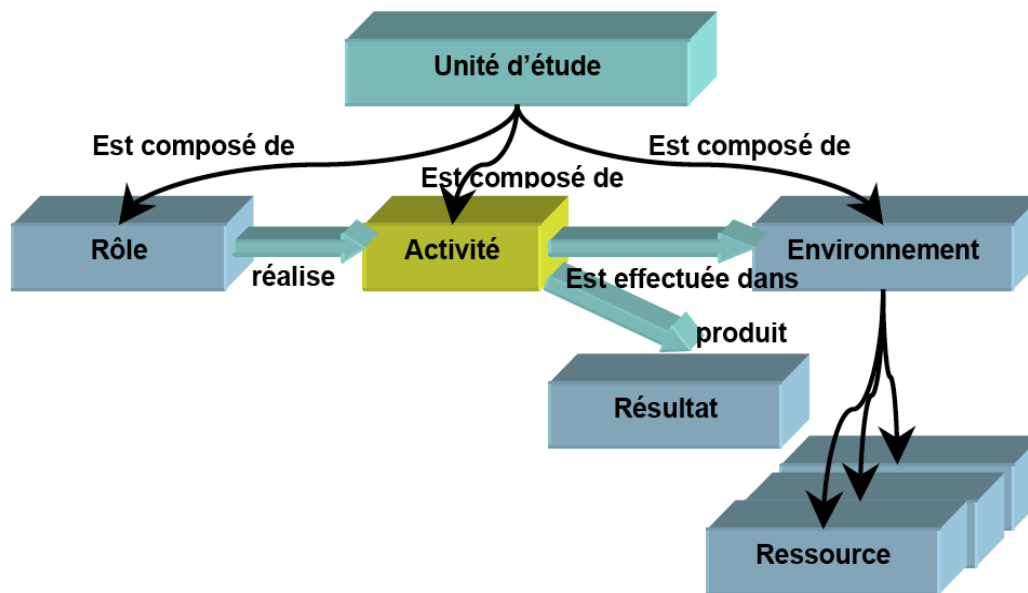 Unité d’étude
Est composé de
Est composé de
Est composé de
Rôle
réalise
Activité
Est effectuée dans
Environnement
produit
Résultat
Ressource